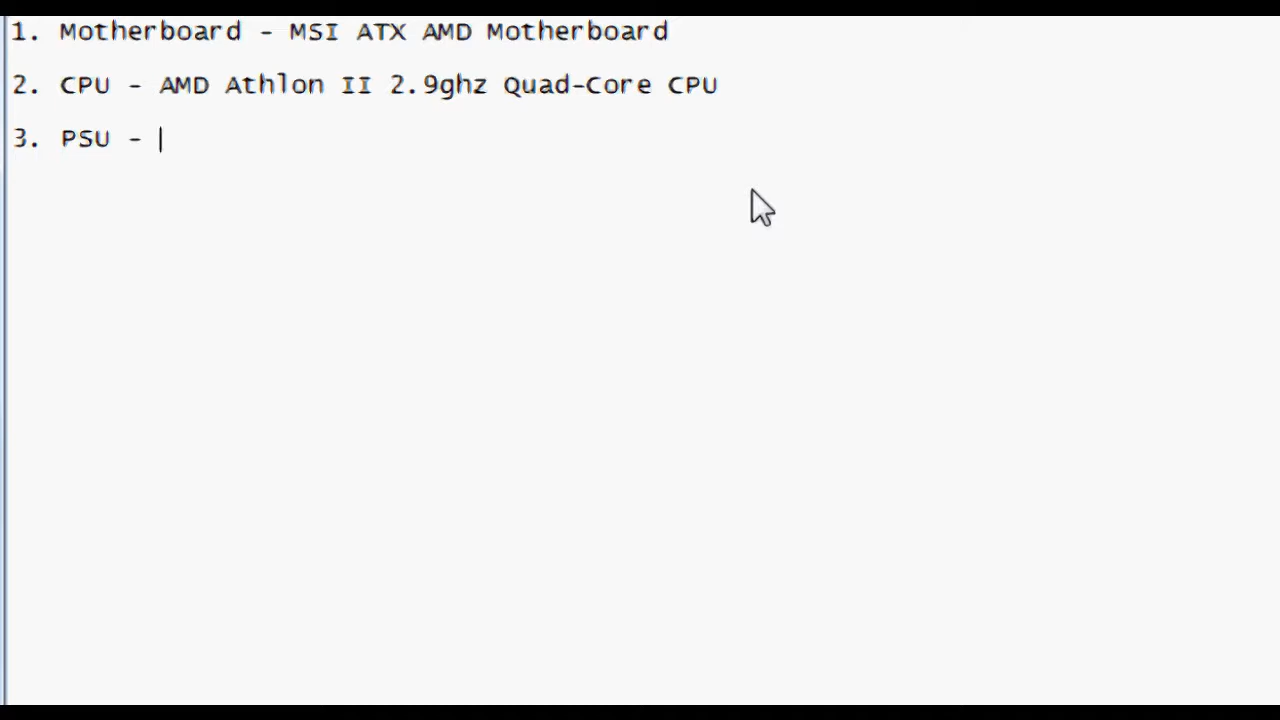 1. Motherboard - MSI ATX AMD Motherboard
2. CPU - AMD Athlon II 2.9ghz Quad-Core CPU
3. PSU -